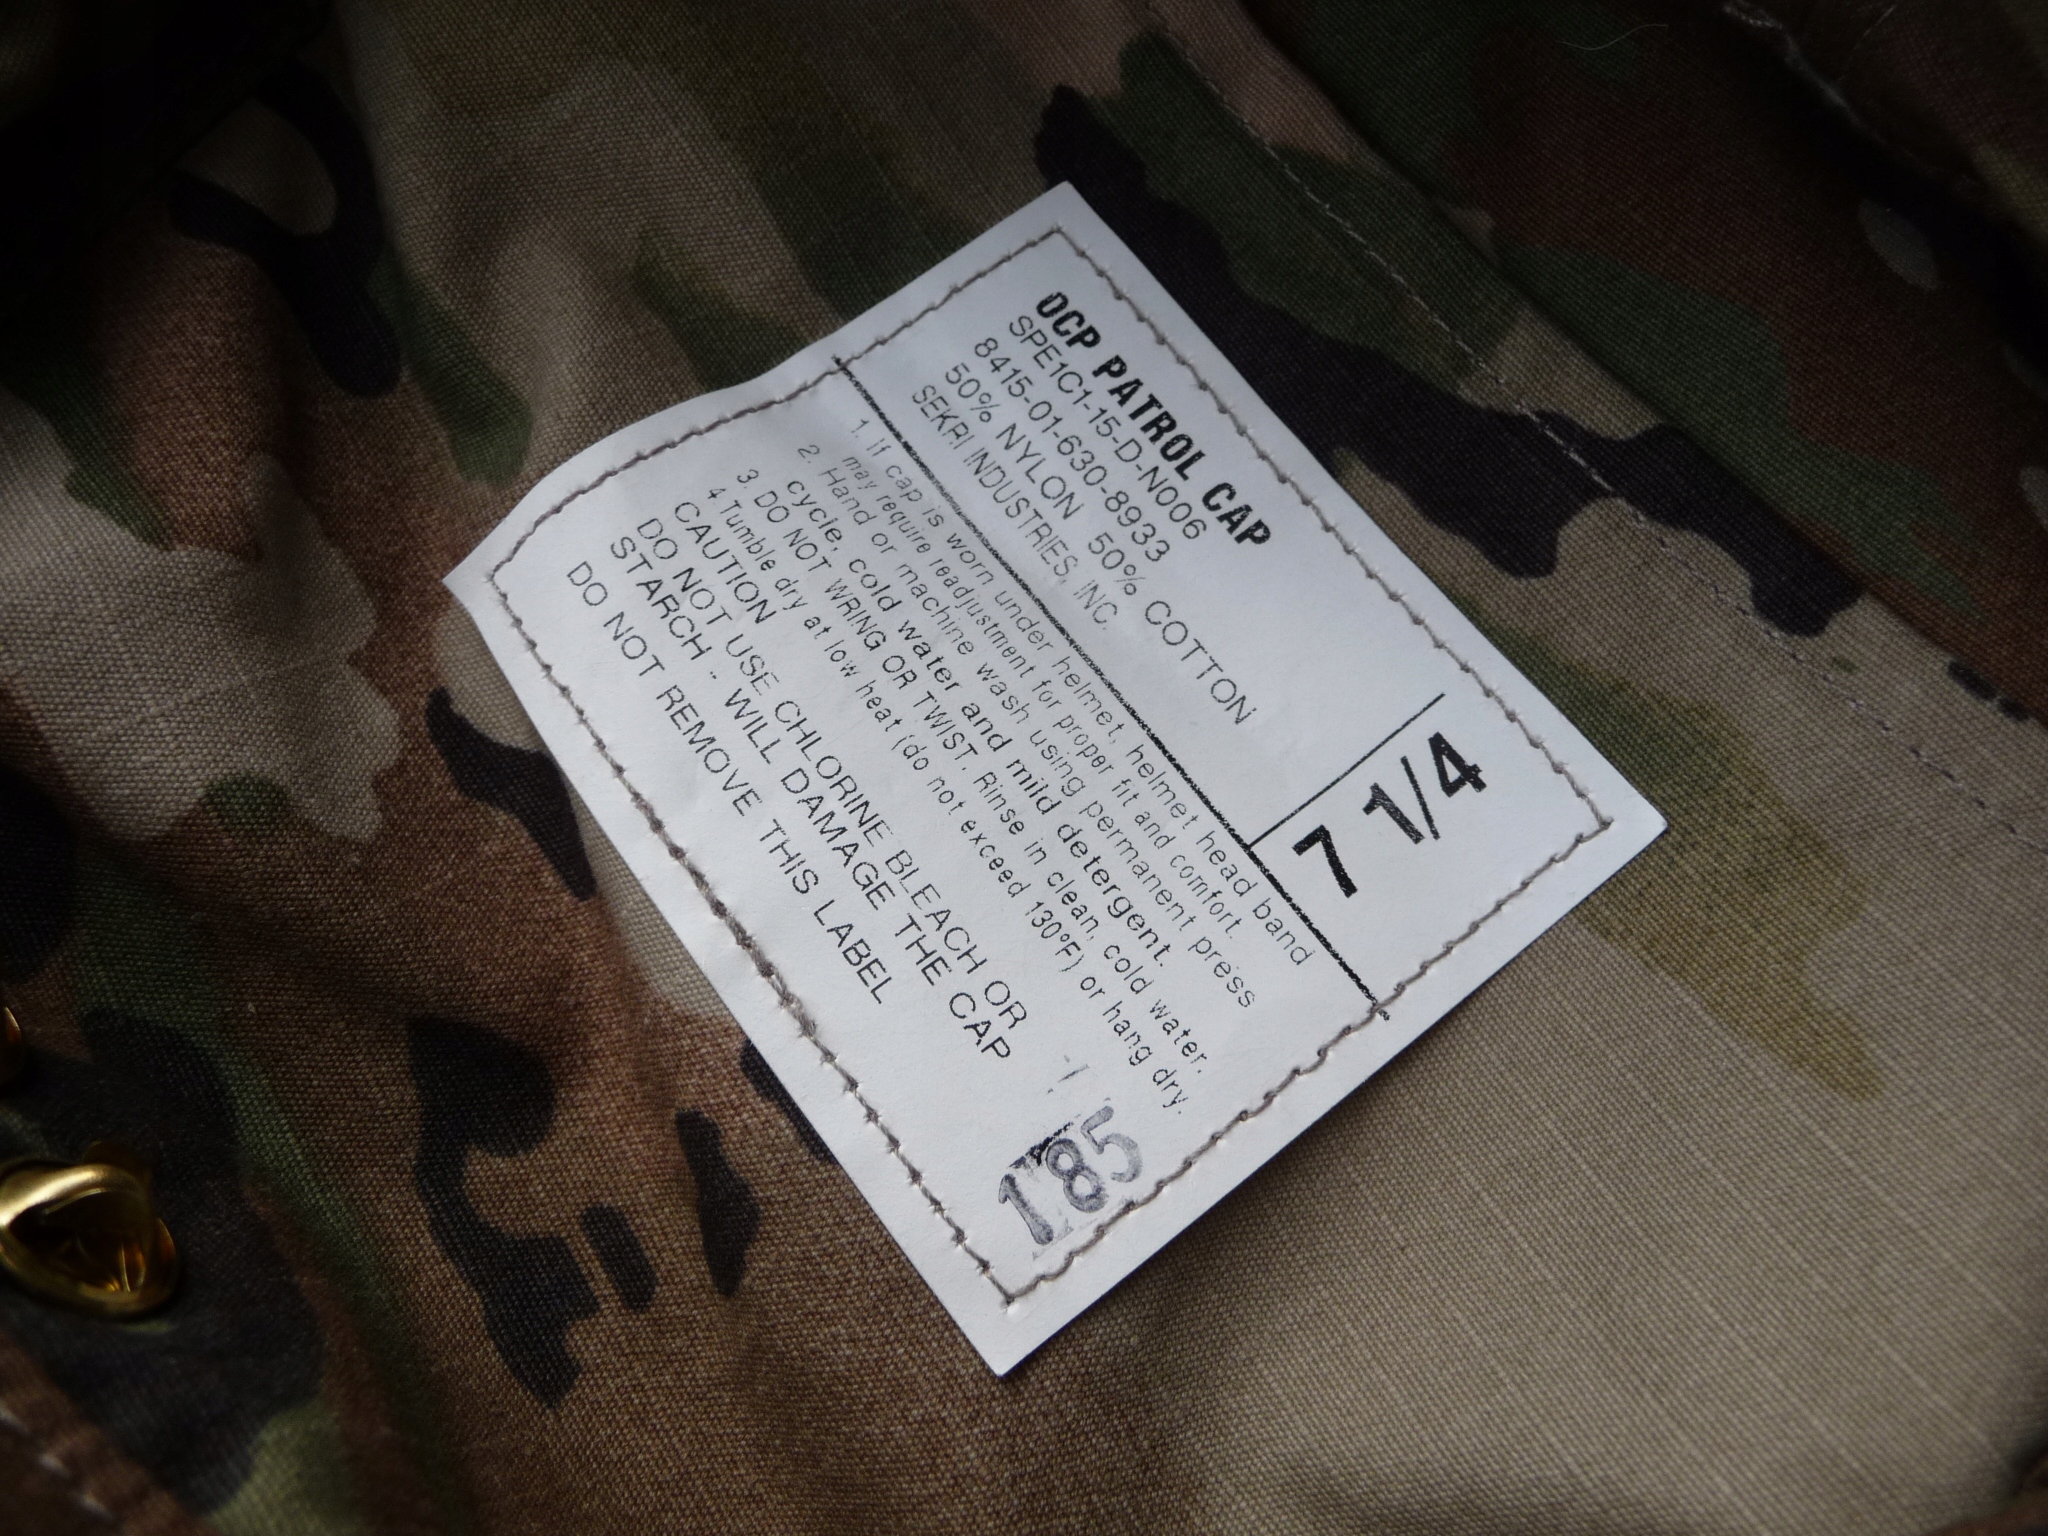 OCP PATROL CAP
SPE1C1-15-D-N006
8415-01-630-8933
50% NYLON 50% COTTON
SEKRI INDUSTRIES, INC.
7 1/4
1. If cap is worn under helmet, helmet head band
may require readjustment for proper fit and comfort.
2. Hand or machine wash using permanent press
cycle, cold water and mild detergent.
3. DO NOT WRING OR TWIST. Rinse in clean, cold water.
4 Tumble dry at low heat (do not exceed 130°F) or hang dry.
CAUTION
DO NOT USE CHLORINE BLEACH OR
STARCH - WILL DAMAGE THE CAP
DO NOT REMOVE THIS LABEL
185